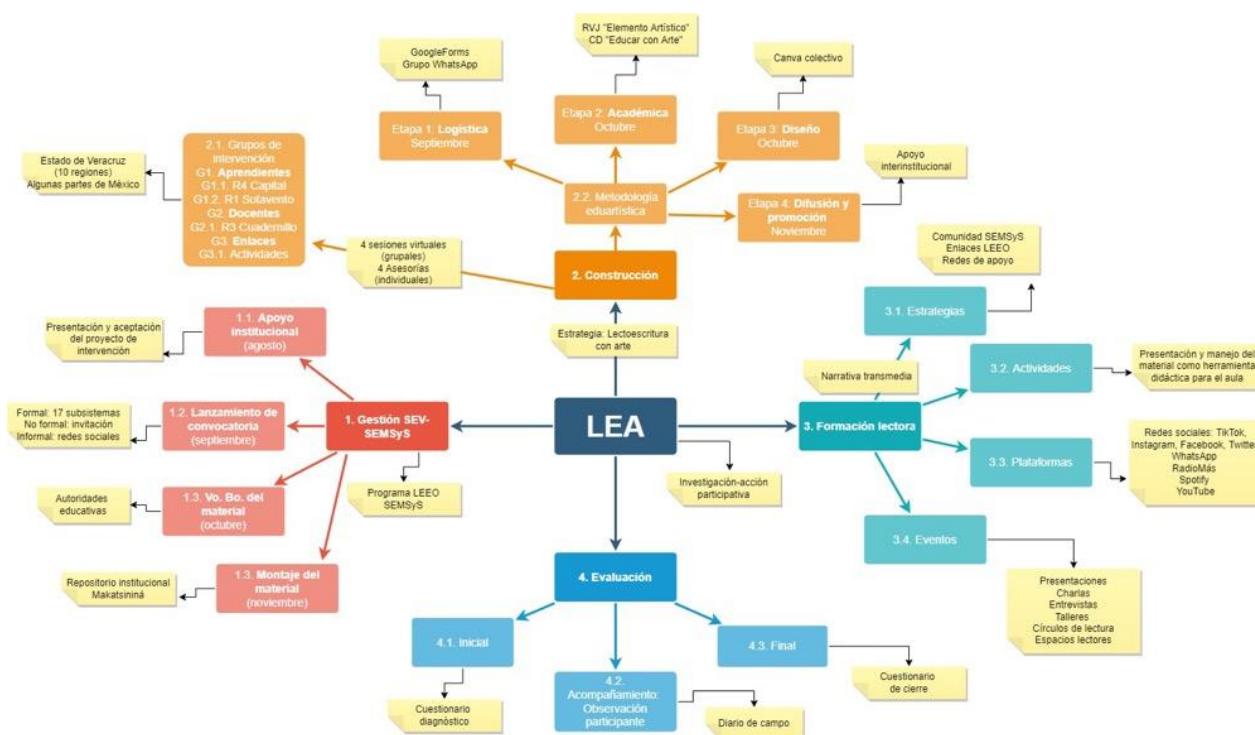 LEA
Investigación-acción
participativa
1. Gestión SEV-
SEMSyS
Programa LEEO
SEMSyS
1.1. Apoyo
institucional
(agosto)
Presentación y aceptación
del proyecto de
intervención
1.2. Lanzamiento de
convocatoria
(septiembre)
Formal: 17 subsistemas
No formal: invitación
Informal: redes sociales
1.3. Vo. Bo. del
material
(octubre)
Autoridades
educativas
1.3. Montaje del
material
(noviembre)
Repositorio institucional
Makatsininá
Estrategia: Lectoescritura
con arte
2. Construcción
4 sesiones virtuales
(grupales)
4 Asesorías
(individuales)
2.1. Grupos de
intervención
G1. Aprendientes
G1.1. R4 Capital
G1.2. R1 Sotavento
G2. Docentes
G2.1. R3 Cuadernillo
G3. Enlaces
G3.1. Actividades
Estado de Veracruz
(10 regiones)
Algunas partes de México
2.2. Metodología
eduartística
Etapa 1: Logística
Septiembre
GoogleForms
Grupo WhatsApp
Etapa 2: Académica
Octubre
RVJ "Elemento Artístico"
CD "Educar con Arte"
Etapa 3: Diseño
Octubre
Canva colectivo
Etapa 4: Difusión y
promoción
Noviembre
Apoyo
interinstitucional
3. Formación lectora
Narrativa transmedia
3.1. Estrategias
Comunidad SEMSyS
Enlaces LEEO
Redes de apoyo
3.2. Actividades
Presentación y manejo del
material como herramienta
didáctica para el aula
3.3. Plataformas
Redes sociales: TikTok,
Instagram, Facebook, Twitter
WhatsApp
RadioMás
Spotify
YouTube
3.4. Eventos
Presentaciones
Charlas
Entrevistas
Talleres
Círculos de lectura
Espacios lectores
4. Evaluación
4.1. Inicial
Cuestionario
diagnóstico
4.2.
Acompañamiento:
Observación
participante
Diario de campo
4.3. Final
Cuestionario
de cierre